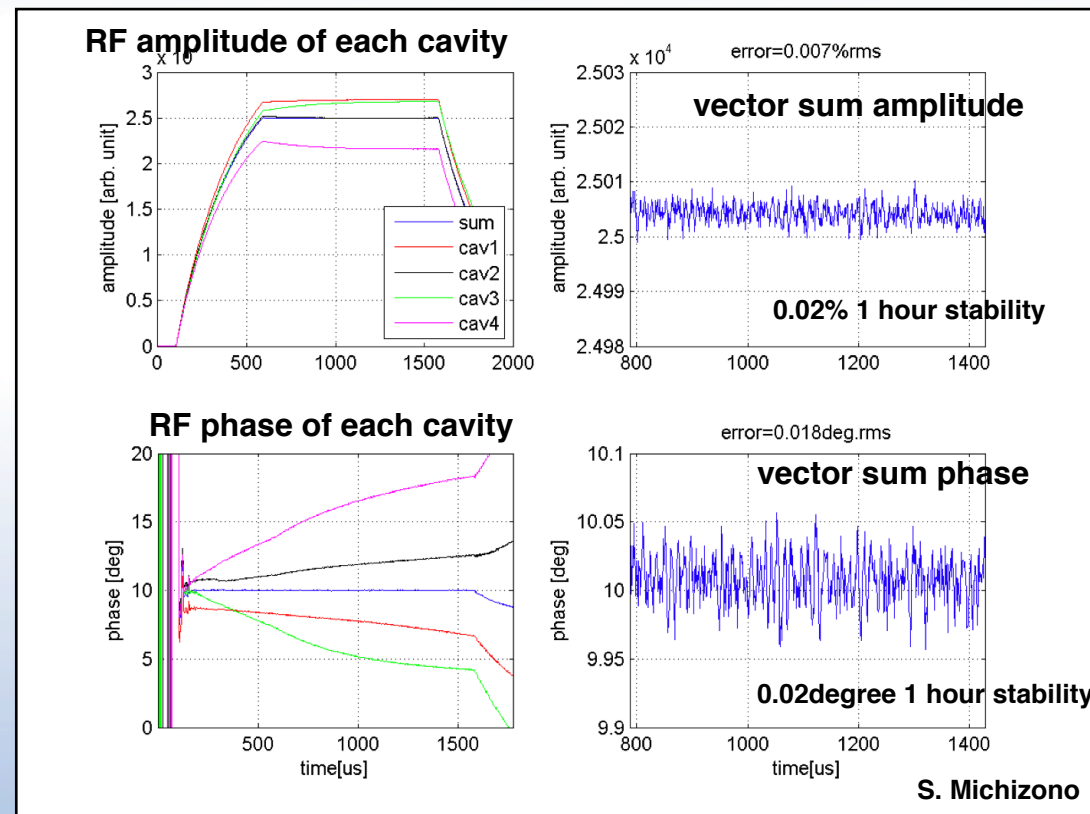 RF amplitude of each cavity
x 10
3
2.5
2
1.5
1
0.5
0
amplitude [arb. unit]
sum
cav1
cav2
cav3
cav4
0 500 1000 1500 2000
error=0.007%rms
x 10^4
vector sum amplitude
2.503
2.502
2.501
2.5
2.499
2.498
amplitude [arb. unit]
0.02% 1 hour stability
800 1000 1200 1400
RF phase of each cavity
20
15
10
5
0
phase [deg]
500 1000 1500
time[us]
error=0.018deg.rms
vector sum phase
10.1
10.05
10
9.95
9.9
phase [deg]
0.02degree 1 hour stability
800 1000 1200 1400
time[us]
S. Michizono